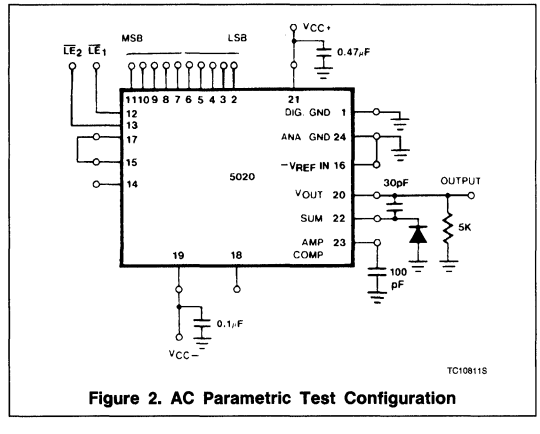 VCC+
LE2 LE1 MSB LSB
0.47µF
11 10 9 8 7 6 5 4 3 2 21
12 DIG. GND 1
13
17 ANA GND 24
15 −VREF IN 16
14 5020
VOUT 20 30pF OUTPUT
SUM 22
5K
AMP 23
COMP
19 18
100
pF
0.1µF
VCC−
TC10811S
Figure 2. AC Parametric Test Configuration